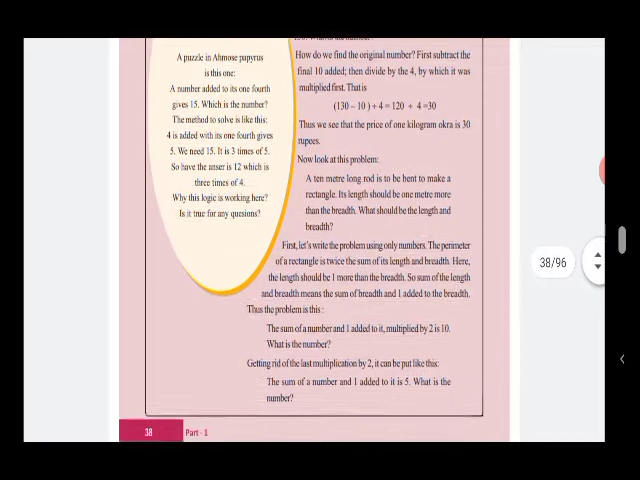 A puzzle in Ahmose papyrus
is this one:
A number added to its one fourth
gives 15. Which is the number?
The method to solve is like this:
4 is added with its one fourth gives
5. We need 15. It is 3 times of 5.
So have the anser is 12 which is
three times of 4.
Why this logic is working here?
Is it true for any quesions?
How do we find the original number? First subtract the
final 10 added; then divide by the 4, by which it was
multiplied first. That is
(130 – 10 ) ÷ 4 = 120 ÷ 4 =30
Thus we see that the price of one kilogram okra is 30
rupees.
Now look at this problem:
A ten metre long rod is to be bent to make a
rectangle. Its length should be one metre more
than the breadth. What should be the length and
breadth?
First, let's write the problem using only numbers. The perimeter
of a rectangle is twice the sum of its length and breadth. Here,
the length should be 1 more than the breadth. So sum of the length
and breadth means the sum of breadth and 1 added to the breadth.
Thus the problem is this :
The sum of a number and 1 added to it, multiplied by 2 is 10.
What is the number?
Getting rid of the last multiplication by 2, it can be put like this:
The sum of a number and 1 added to it is 5. What is the
number?
38 Part - 1
38/96